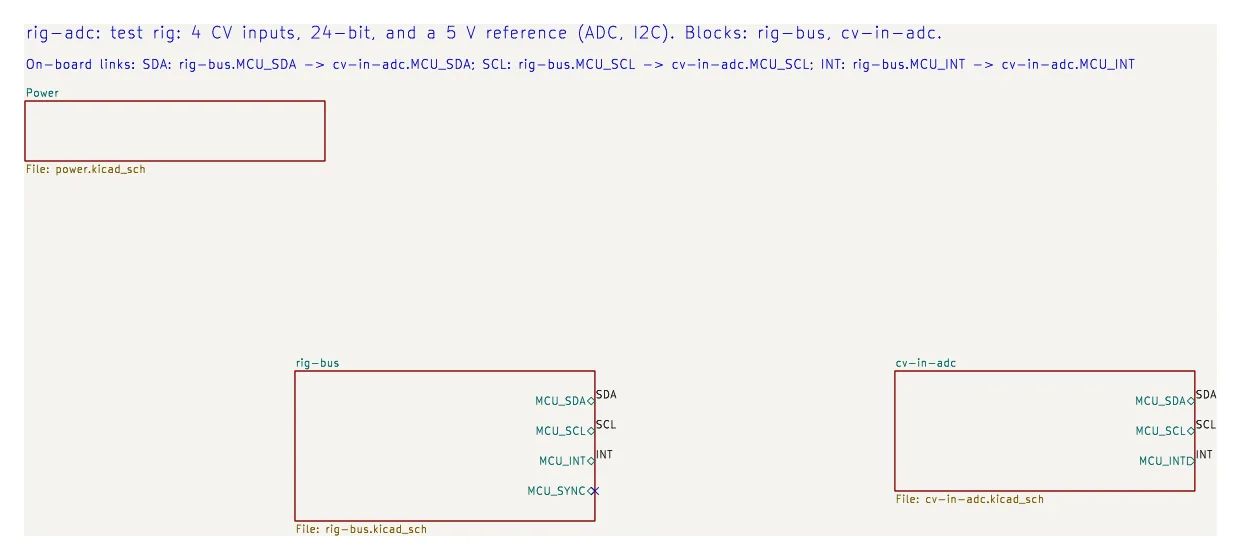 rig-adc: test rig: 4 CV inputs, 24-bit, and a 5 V reference (ADC, I2C). Blocks: rig-bus, cv-in-adc.
On-board links: SDA: rig-bus.MCU_SDA -> cv-in-adc.MCU_SDA; SCL: rig-bus.MCU_SCL -> cv-in-adc.MCU_SCL; INT: rig-bus.MCU_INT -> cv-in-adc.MCU_INT
Power
File: power.kicad_sch
rig-bus
MCU_SDA SDA
MCU_SCL SCL
MCU_INT INT
MCU_SYNC
File: rig-bus.kicad_sch
cv-in-adc
MCU_SDA SDA
MCU_SCL SCL
MCU_INT INT
File: cv-in-adc.kicad_sch